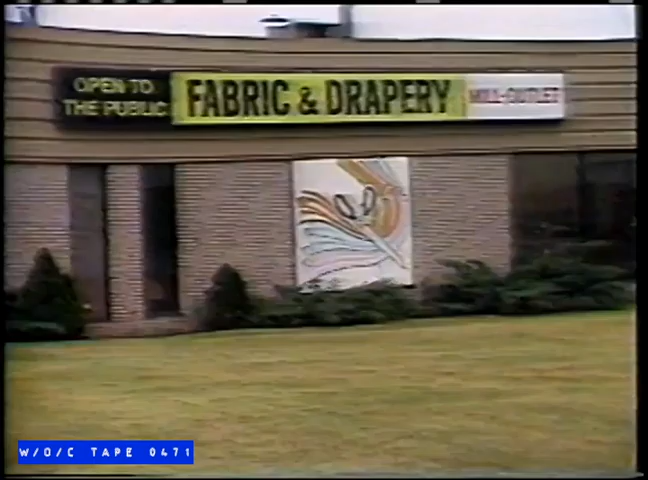 OPEN TO
THE PUBLIC
FABRIC & DRAPERY
MILL-OUTLET
W/O/C TAPE 0471